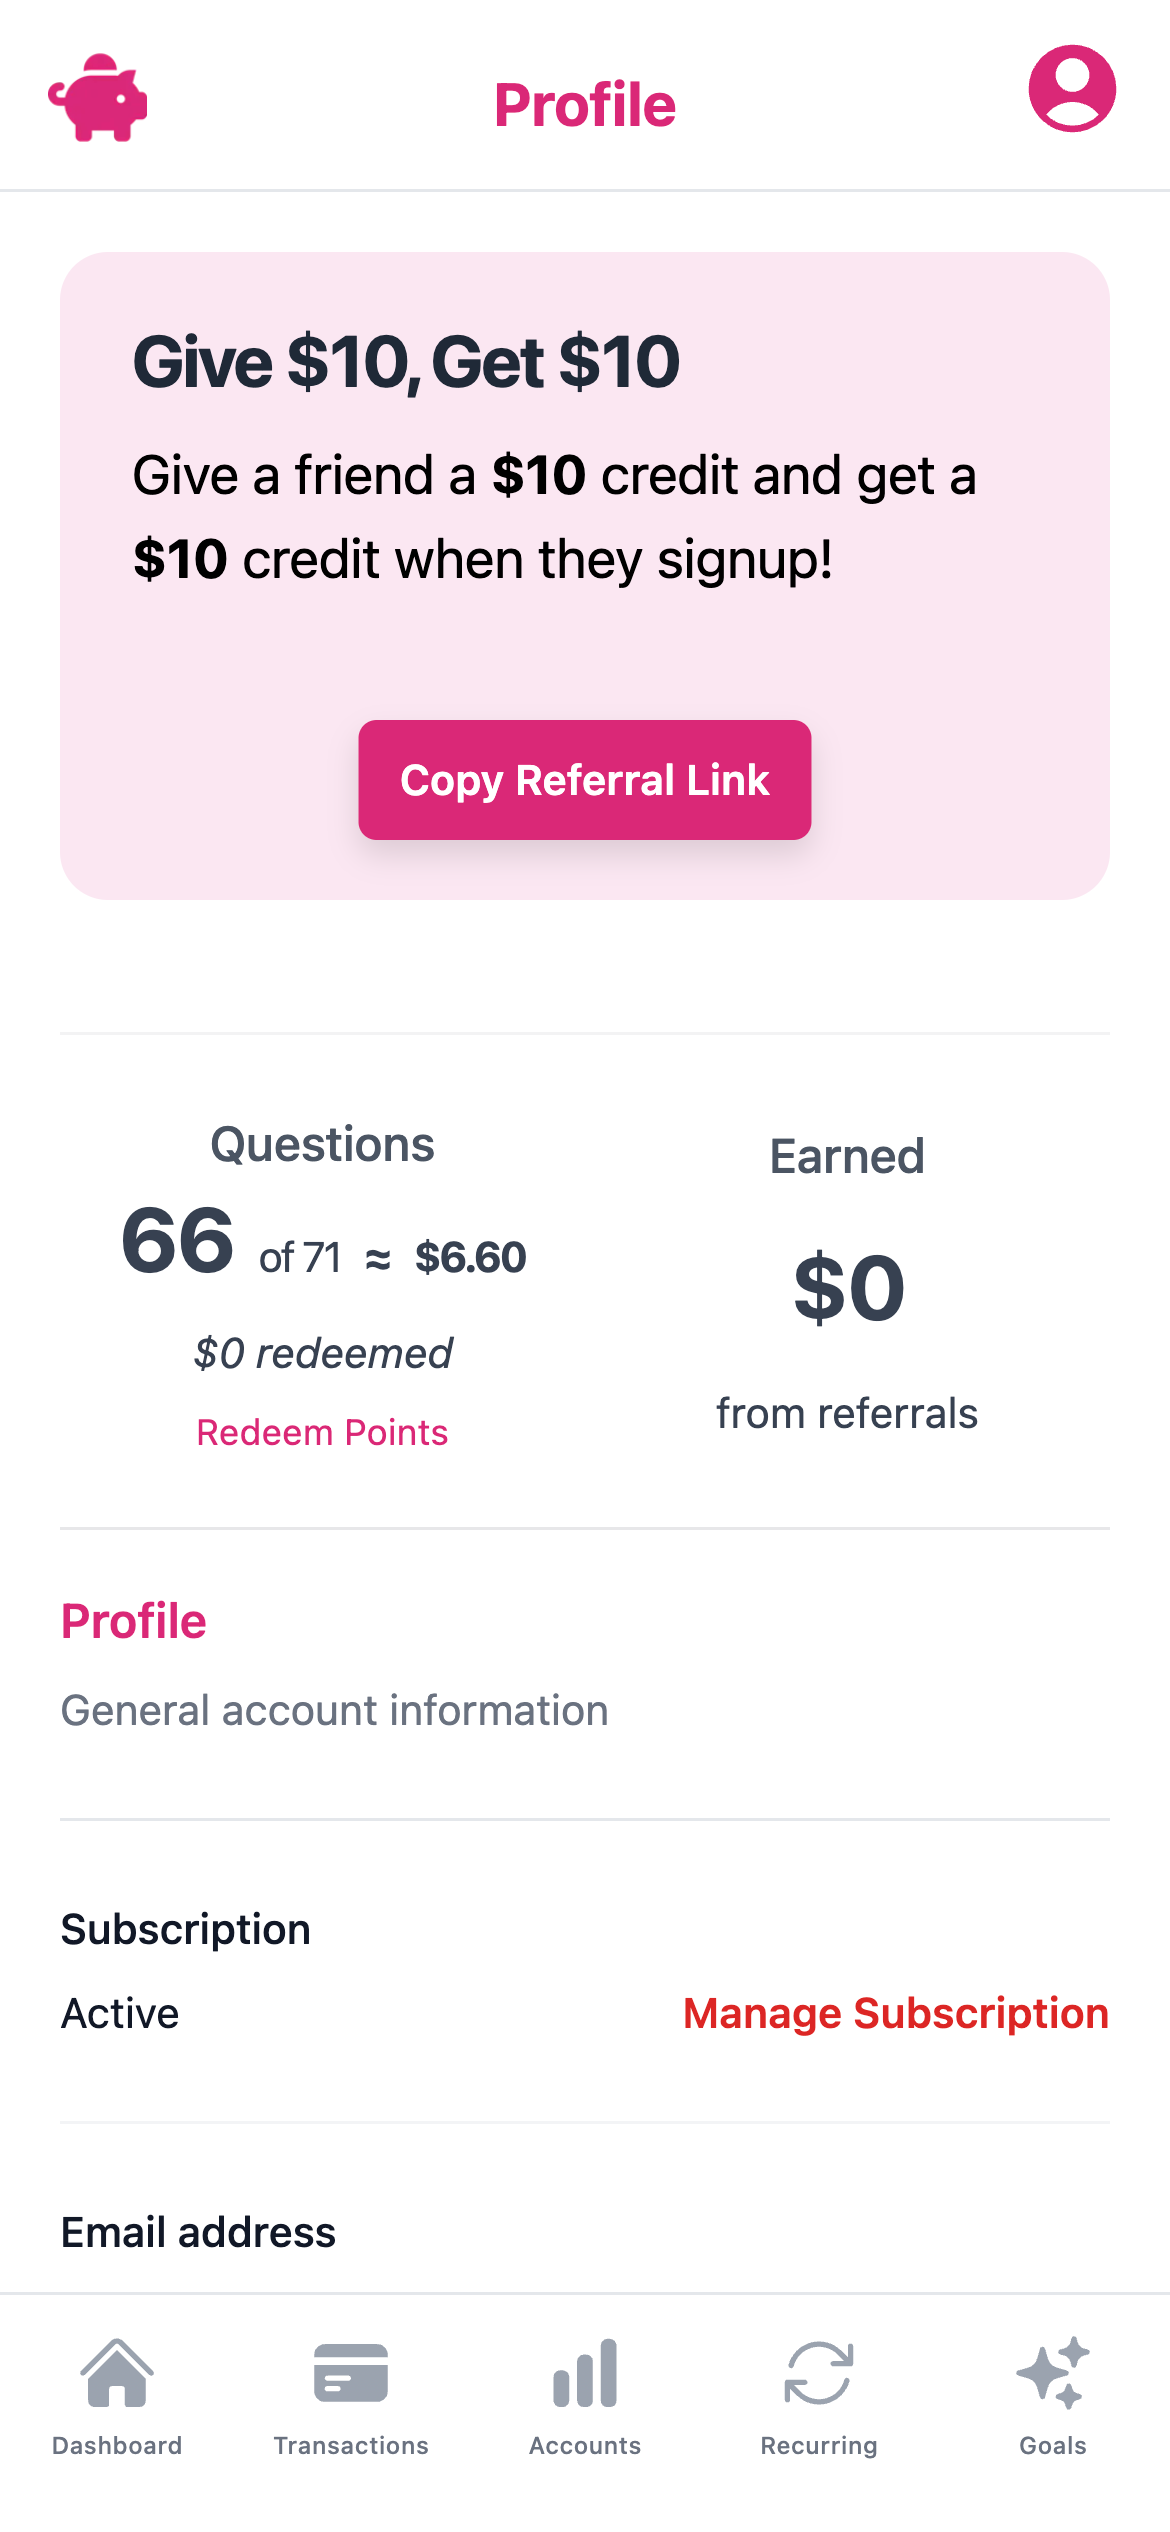 Profile
Give $10, Get $10
Give a friend a $10 credit and get a
$10 credit when they signup!
Copy Referral Link
Questions
66 of 71 ≈ $6.60
$0 redeemed
Redeem Points
Earned
$0
from referrals
Profile
General account information
Subscription
Active
Manage Subscription
Email address
Dashboard
Transactions
Accounts
Recurring
Goals